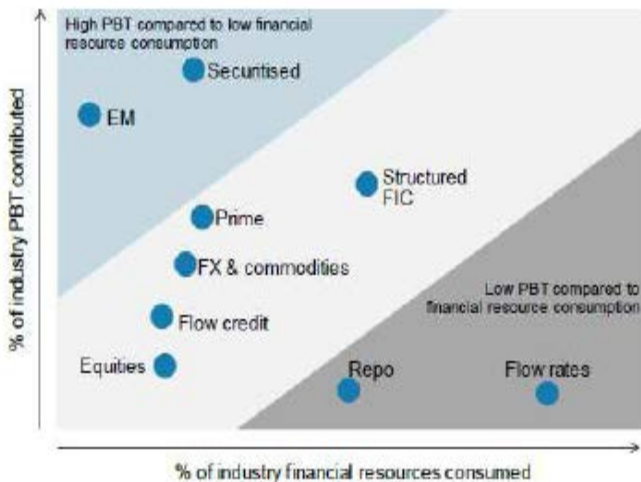 High PBT compared to low financial
resource consumption
Secuntised
EM
Structured
FIC
Prime
FX & commodities
Low PBT compared to
financial resource consumption
Flow credit
Equities
Repo
Flow rates
% of industry PBT contributed
% of industry financial resources consumed